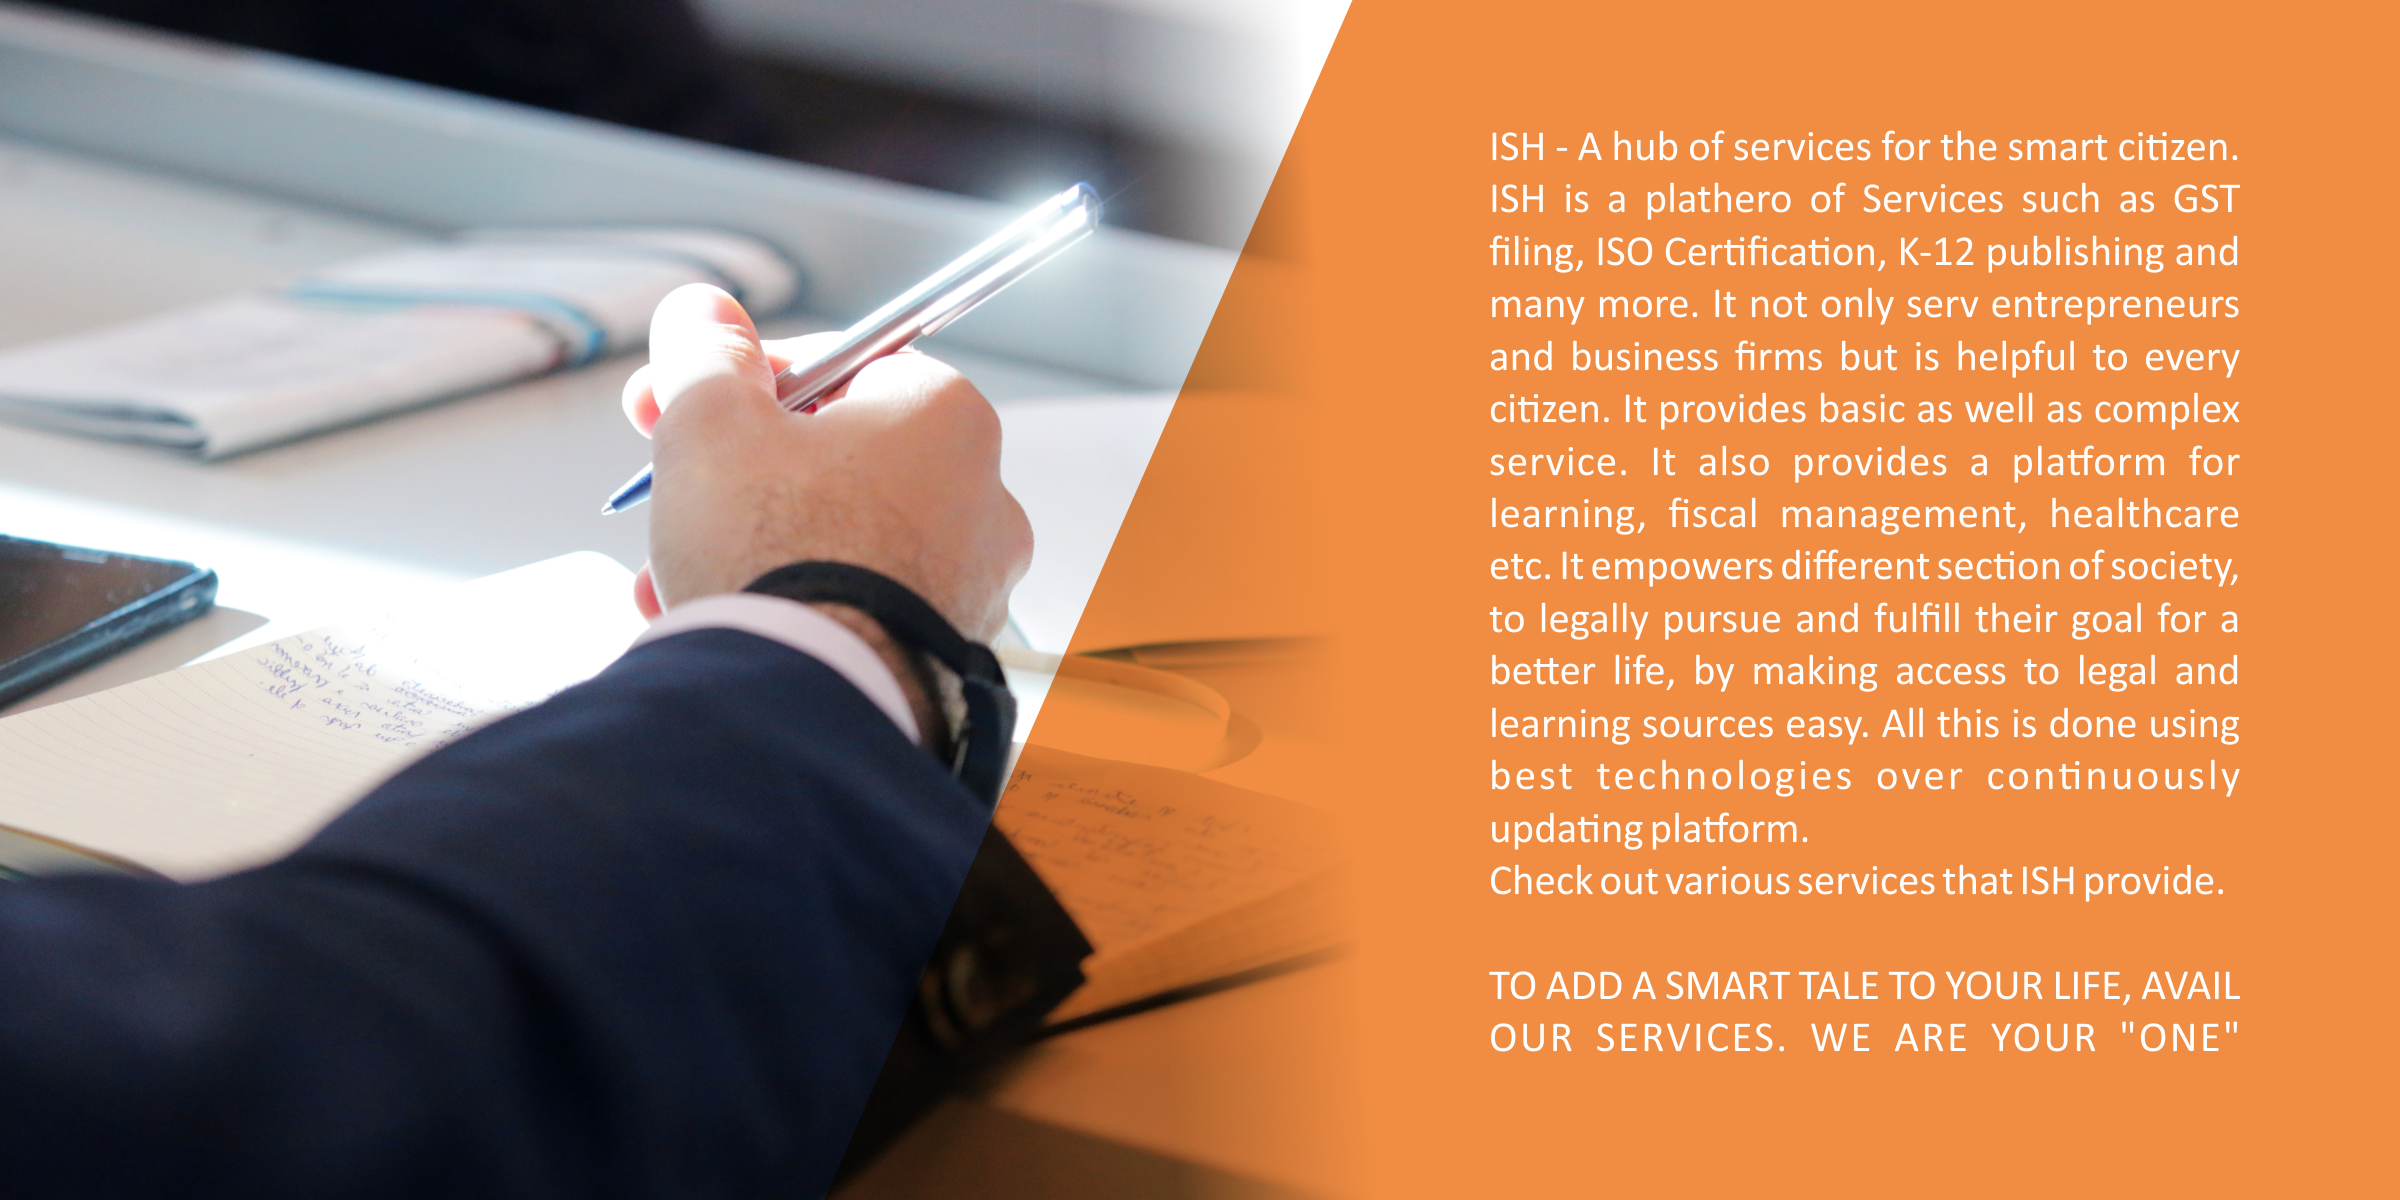 ISH - A hub of services for the smart citizen.
ISH is a plathero of Services such as GST
filing, ISO Certification, K-12 publishing and
many more. It not only serv entrepreneurs
and business firms but is helpful to every
citizen. It provides basic as well as complex
service. It also provides a platform for
learning, fiscal management, healthcare
etc. It empowers different section of society,
to legally pursue and fulfill their goal for a
better life, by making access to legal and
learning sources easy. All this is done using
best technologies over continuously
updating platform.
Check out various services that ISH provide.
TO ADD A SMART TALE TO YOUR LIFE, AVAIL
OUR SERVICES. WE ARE YOUR "ONE"